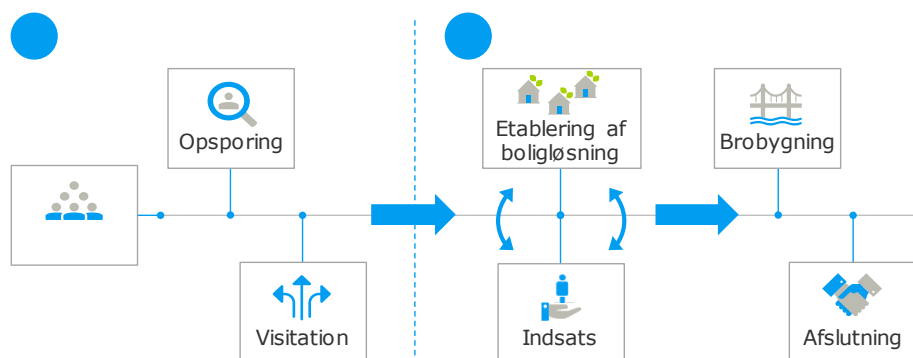 Opsporing
Visitation
Etablering af
boligløsning
Indsats
Brobygning
Afslutning